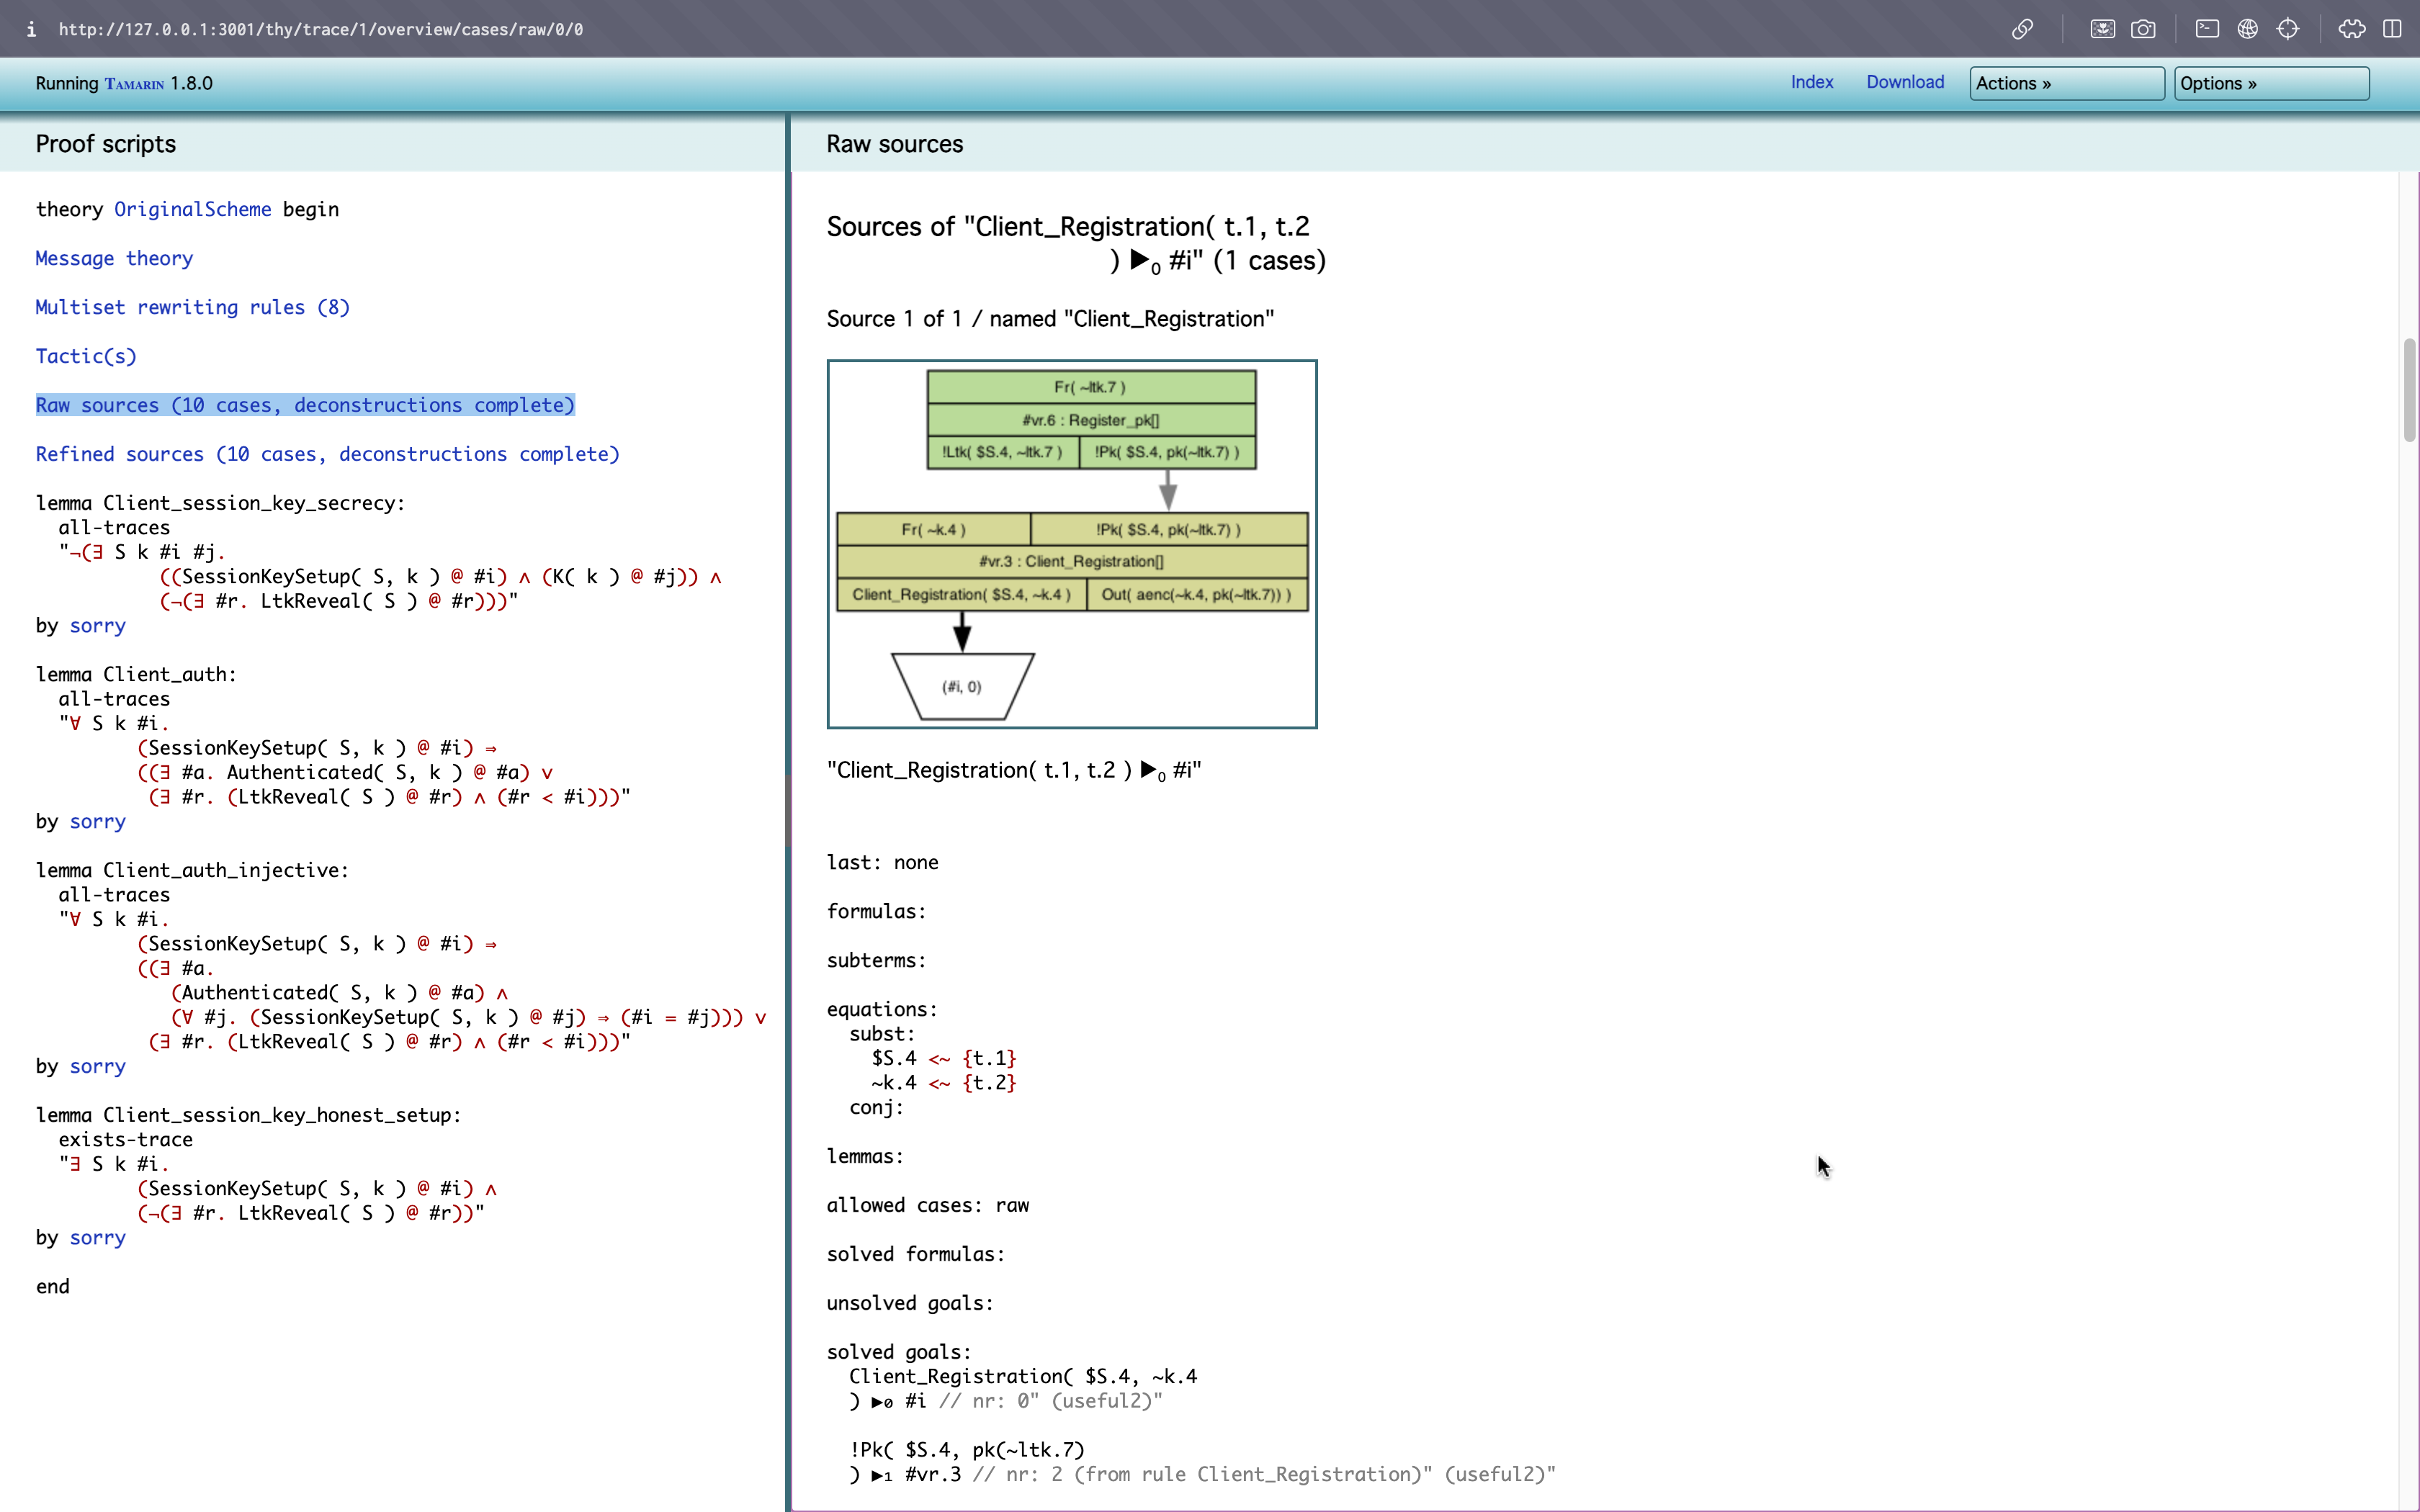 i http://127.0.0.1:3001/thy/trace/1/overview/cases/raw/0/0
Running TAMARIN 1.8.0
Index Download Actions » Options »
Proof scripts
theory OriginalScheme begin
Message theory
Multiset rewriting rules (8)
Tactic(s)
Raw sources (10 cases, deconstructions complete)
Refined sources (10 cases, deconstructions complete)
lemma Client_session_key_secrecy:
all-traces
"¬(∃ S k #i #j.
((SessionKeySetup( S, k ) @ #i) ∧ (K( k ) @ #j)) ∧
(¬(∃ #r. LtkReveal( S ) @ #r)))"
by sorry
lemma Client_auth:
all-traces
"∀ S k #i.
(SessionKeySetup( S, k ) @ #i) ⇒
((∃ #a. Authenticated( S, k ) @ #a) ∨
(∃ #r. (LtkReveal( S ) @ #r) ∧ (#r < #i)))"
by sorry
lemma Client_auth_injective:
all-traces
"∀ S k #i.
(SessionKeySetup( S, k ) @ #i) ⇒
((∃ #a.
(Authenticated( S, k ) @ #a) ∧
(∀ #j. (SessionKeySetup( S, k ) @ #j) ⇒ (#i = #j))) ∨
(∃ #r. (LtkReveal( S ) @ #r) ∧ (#r < #i)))"
by sorry
lemma Client_session_key_honest_setup:
exists-trace
"∃ S k #i.
(SessionKeySetup( S, k ) @ #i) ∧
(¬(∃ #r. LtkReveal( S ) @ #r))"
by sorry
end
Raw sources
Sources of "Client_Registration( t.1, t.2
) ▶₀ #i" (1 cases)
Source 1 of 1 / named "Client_Registration"
Fr( ~ltk.7 )
#vr.6 : Register_pk[]
!Ltk( $S.4, ~ltk.7 ) !Pk( $S.4, pk(~ltk.7) )
Fr( ~k.4 ) !Pk( $S.4, pk(~ltk.7) )
#vr.3 : Client_Registration[]
Client_Registration( $S.4, ~k.4 ) Out( aenc(~k.4, pk(~ltk.7)) )
(#i, 0)
"Client_Registration( t.1, t.2 ) ▶₀ #i"
last: none
formulas:
subterms:
equations:
subst:
$S.4 <~ {t.1}
~k.4 <~ {t.2}
conj:
lemmas:
allowed cases: raw
solved formulas:
unsolved goals:
solved goals:
Client_Registration( $S.4, ~k.4
) ▶₀ #i // nr: 0" (useful2)"
!Pk( $S.4, pk(~ltk.7)
) ▶₁ #vr.3 // nr: 2 (from rule Client_Registration)" (useful2)"